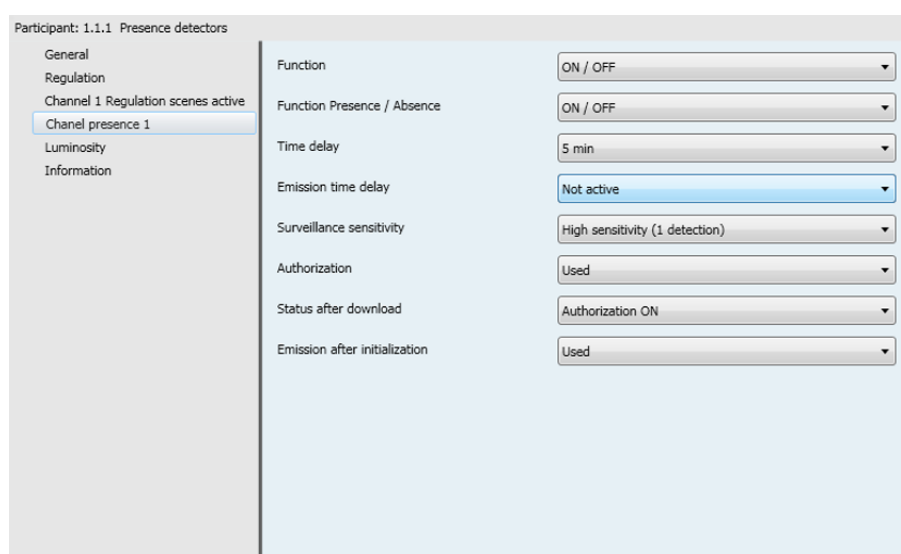 Participant: 1.1.1 Presence detectors
General
Regulation
Channel 1 Regulation scenes active
Chanel presence 1
Luminosity
Information
Function
ON / OFF
Function Presence / Absence
ON / OFF
Time delay
5 min
Emission time delay
Not active
Surveillance sensitivity
High sensitivity (1 detection)
Authorization
Used
Status after download
Authorization ON
Emission after initialization
Used